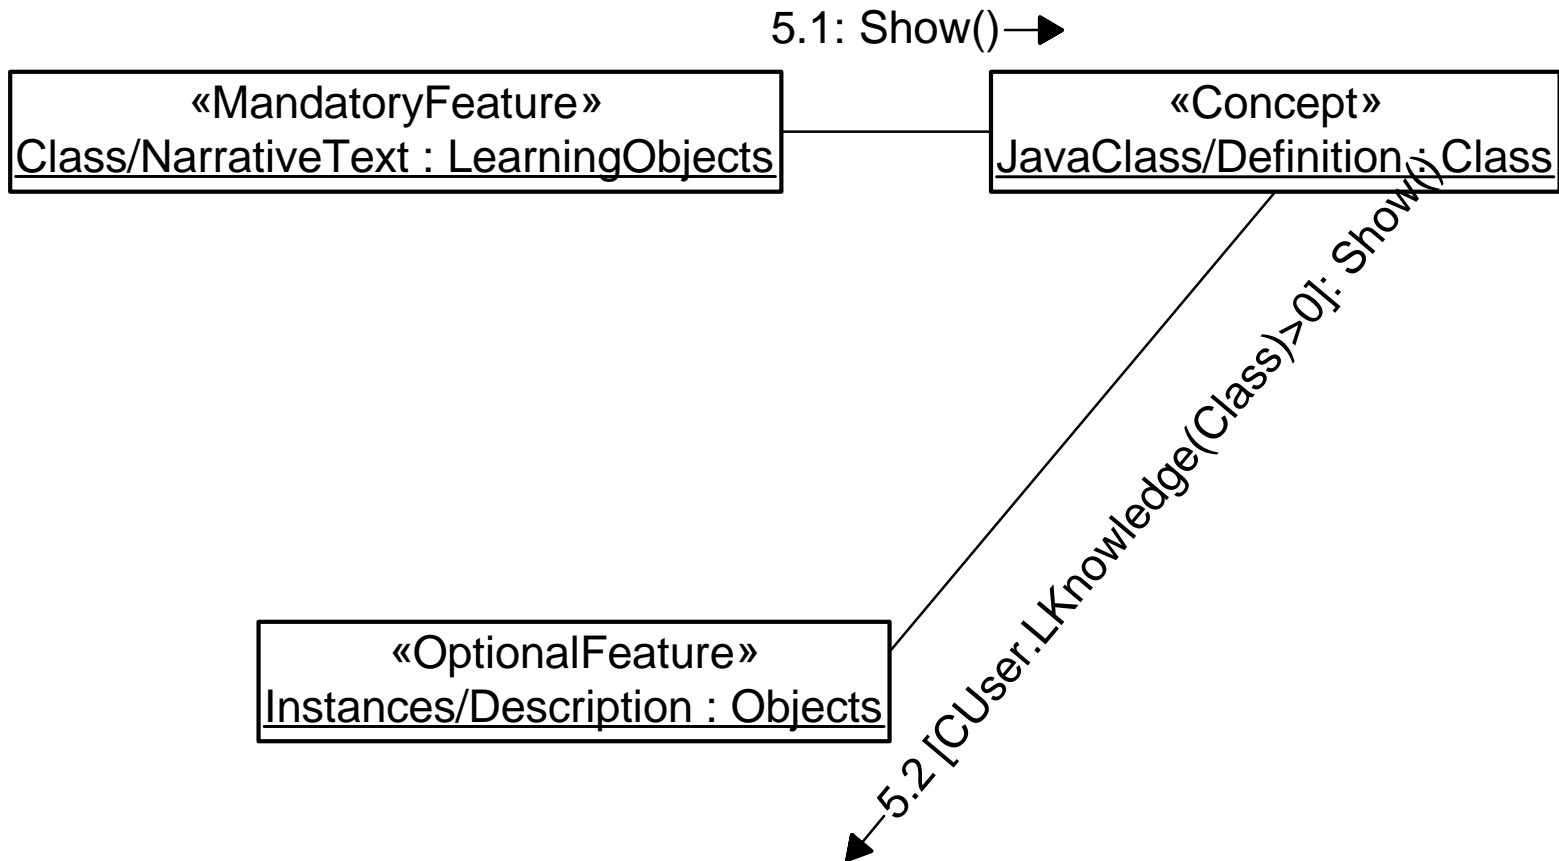 5.1: Show()
«MandatoryFeature»
Class/NarrativeText : LearningObjects
«Concept»
JavaClass/Definition : Class
5.2 [CUser.LKnowledge(Class)>0]: Show()
«OptionalFeature»
Instances/Description : Objects